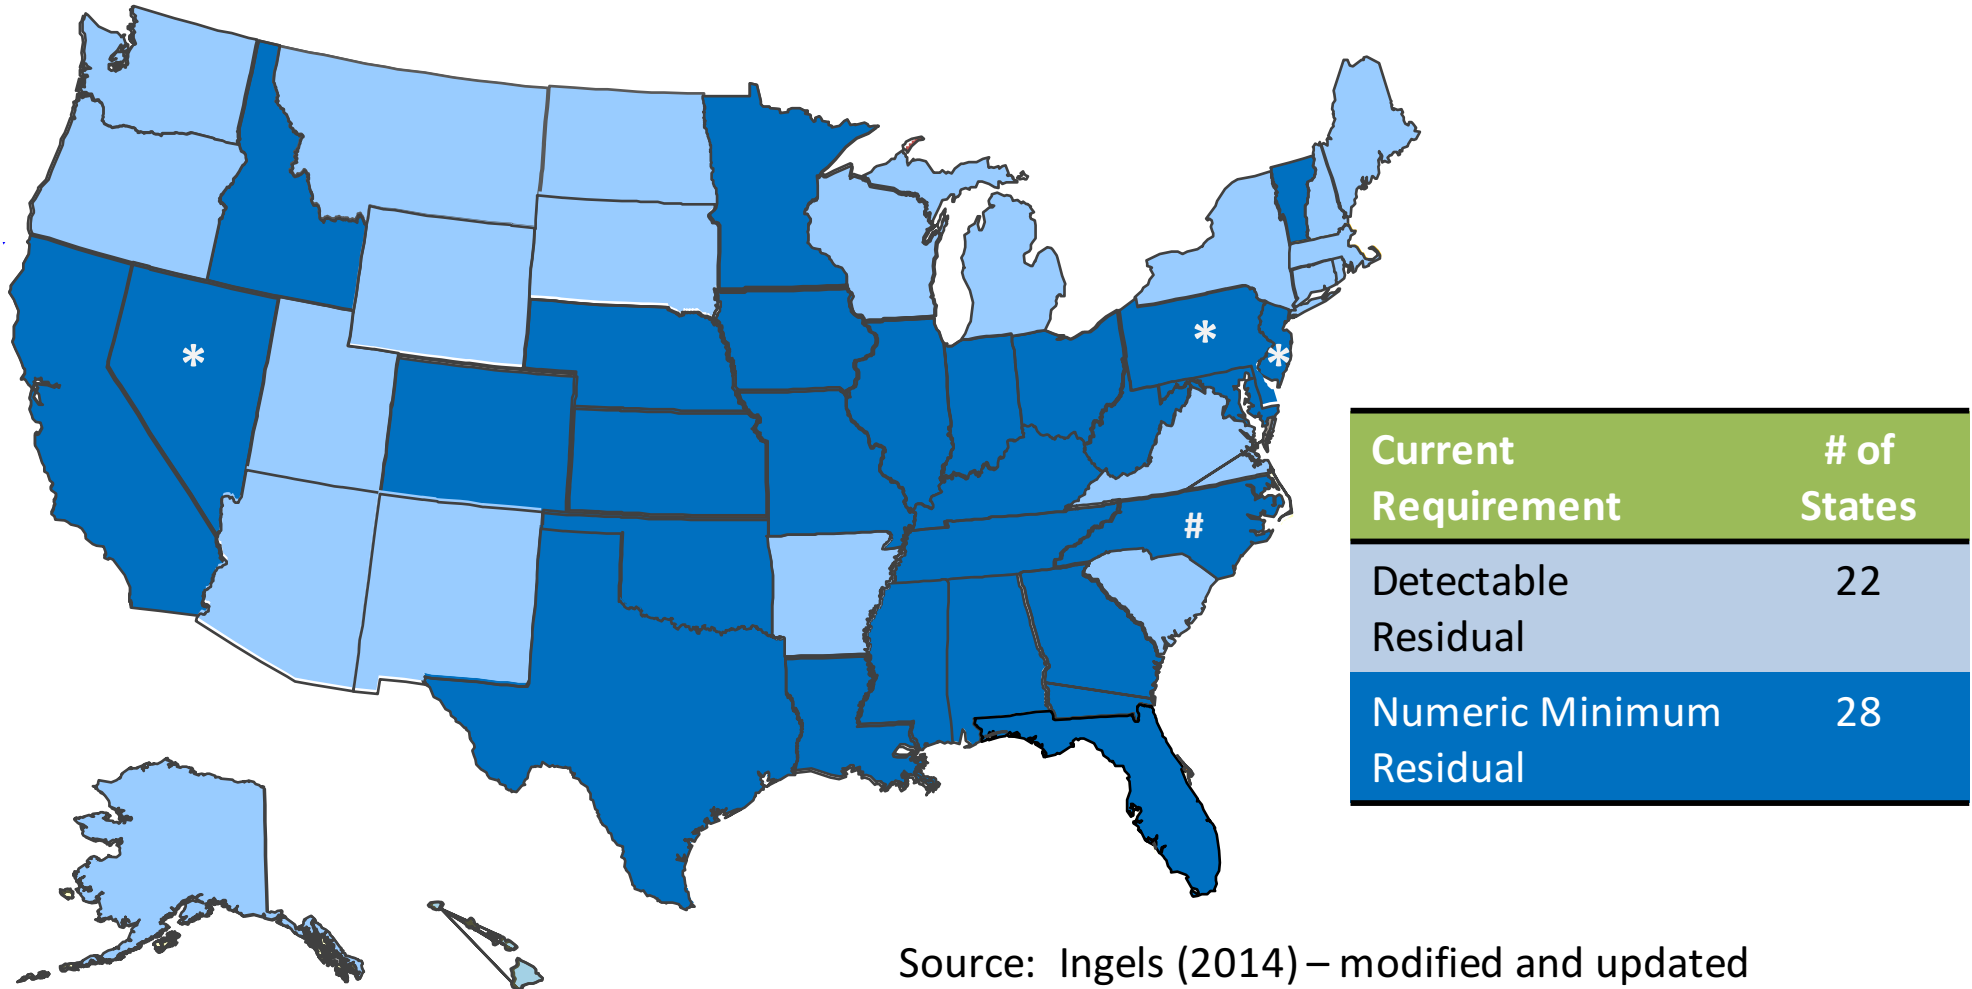 *
*
*
#
Current # of
Requirement States
Detectable 22
Residual
Numeric Minimum 28
Residual
Source: Ingels (2014) – modified and updated